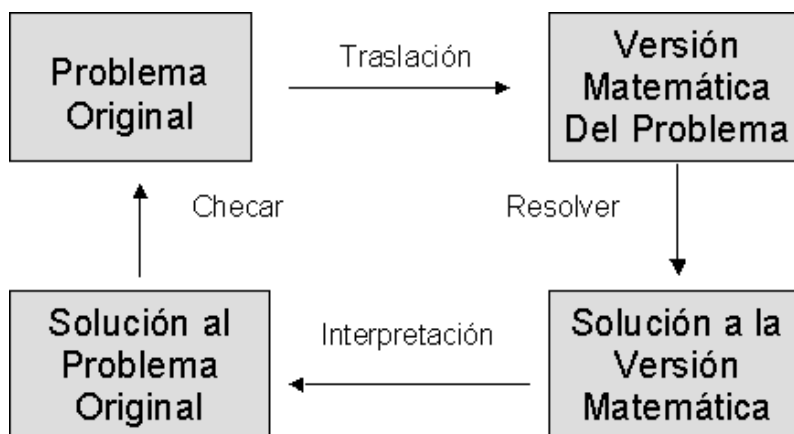 Problema
Original
Traslación
Versión
Matemática
Del Problema
Checar
Resolver
Solución al
Problema
Original
Interpretación
Solución a la
Versión
Matemática